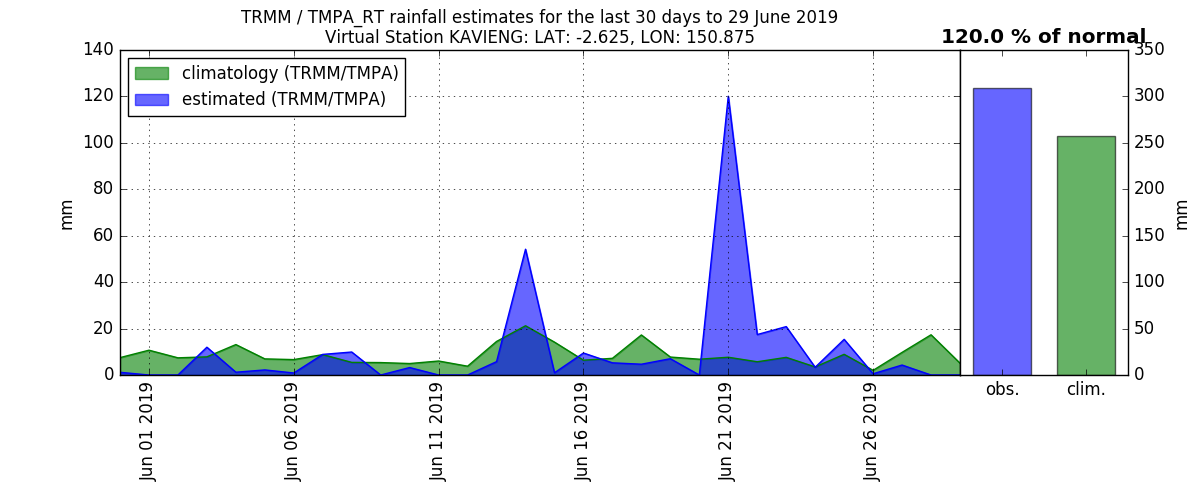 TRMM / TMPA_RT rainfall estimates for the last 30 days to 29 June 2019
Virtual Station KAVIENG: LAT: -2.625, LON: 150.875
120.0 % of normal
climatology (TRMM/TMPA)
estimated (TRMM/TMPA)
140
120
100
80
60
40
20
0
mm
Jun 01 2019
Jun 06 2019
Jun 11 2019
Jun 16 2019
Jun 21 2019
Jun 26 2019
350
300
250
200
150
100
50
0
mm
obs.
clim.